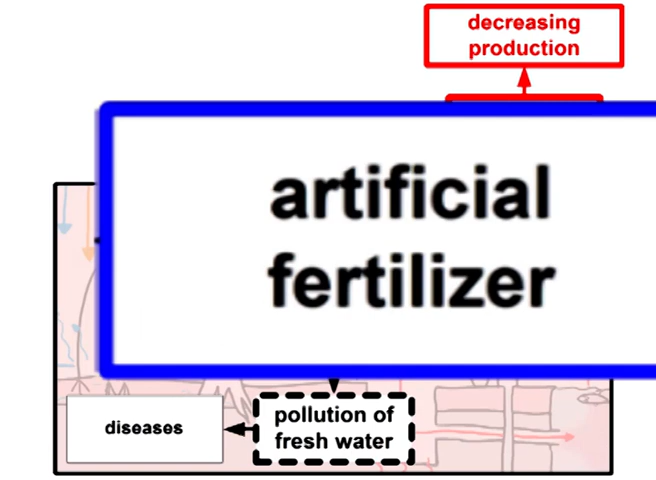 decreasing
production
artificial
fertilizer
diseases
pollution of
fresh water